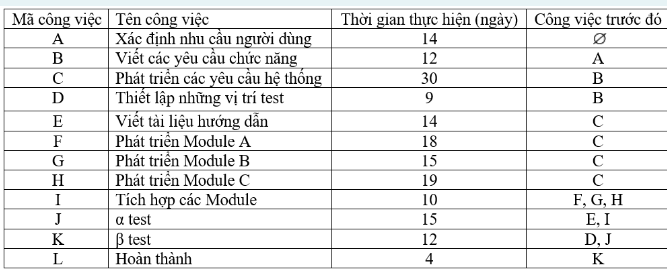 Mã công việc Tên công việc Thời gian thực hiện (ngày) Công việc trước đó
A Xác định nhu cầu người dùng 14 ∅
B Viết các yêu cầu chức năng 12 A
C Phát triển các yêu cầu hệ thống 30 B
D Thiết lập những vị trí test 9 B
E Viết tài liệu hướng dẫn 14 C
F Phát triển Module A 18 C
G Phát triển Module B 15 C
H Phát triển Module C 19 C
I Tích hợp các Module 10 F, G, H
J α test 15 E, I
K β test 12 D, J
L Hoàn thành 4 K